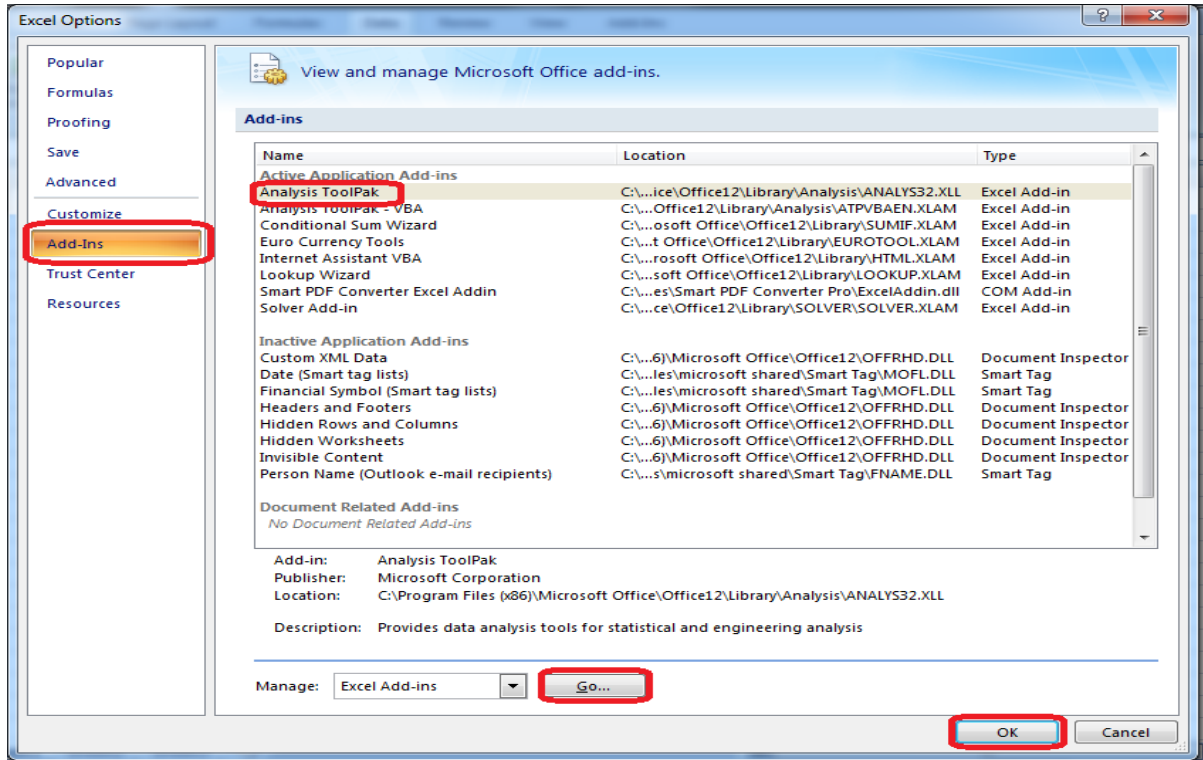 Excel Options
Popular
Formulas
Proofing
Save
Advanced
Customize
Add-Ins
Trust Center
Resources
View and manage Microsoft Office add-ins.
Add-ins
Name Location Type
Active Application Add-ins
Analysis ToolPak C:\...ice\Office12\Library\Analysis\ANALYS32.XLL Excel Add-in
Analysis ToolPak - VBA C:\...Office12\Library\Analysis\ATPVBAEN.XLAM Excel Add-in
Conditional Sum Wizard C:\...osoft Office\Office12\Library\SUMIF.XLAM Excel Add-in
Euro Currency Tools C:\...t Office\Office12\Library\EUROTOOL.XLAM Excel Add-in
Internet Assistant VBA C:\...rosoft Office\Office12\Library\HTML.XLAM Excel Add-in
Lookup Wizard C:\...soft Office\Office12\Library\LOOKUP.XLAM Excel Add-in
Smart PDF Converter Excel Addin C:\...es\Smart PDF Converter Pro\ExcelAddin.dll COM Add-in
Solver Add-in C:\...ce\Office12\Library\SOLVER\SOLVER.XLAM Excel Add-in
Inactive Application Add-ins
Custom XML Data C:\...6)\Microsoft Office\Office12\OFFRHD.DLL Document Inspector
Date (Smart tag lists) C:\...les\microsoft shared\Smart Tag\MOFL.DLL Smart Tag
Financial Symbol (Smart tag lists) C:\...les\microsoft shared\Smart Tag\MOFL.DLL Smart Tag
Headers and Footers C:\...6)\Microsoft Office\Office12\OFFRHD.DLL Document Inspector
Hidden Rows and Columns C:\...6)\Microsoft Office\Office12\OFFRHD.DLL Document Inspector
Hidden Worksheets C:\...6)\Microsoft Office\Office12\OFFRHD.DLL Document Inspector
Invisible Content C:\...6)\Microsoft Office\Office12\OFFRHD.DLL Document Inspector
Person Name (Outlook e-mail recipients) C:\...s\microsoft shared\Smart Tag\FNAME.DLL Smart Tag
Document Related Add-ins
No Document Related Add-ins
Add-in: Analysis ToolPak
Publisher: Microsoft Corporation
Location: C:\Program Files (x86)\Microsoft Office\Office12\Library\Analysis\ANALYS32.XLL
Description: Provides data analysis tools for statistical and engineering analysis
Manage: Excel Add-ins Go...
OK Cancel